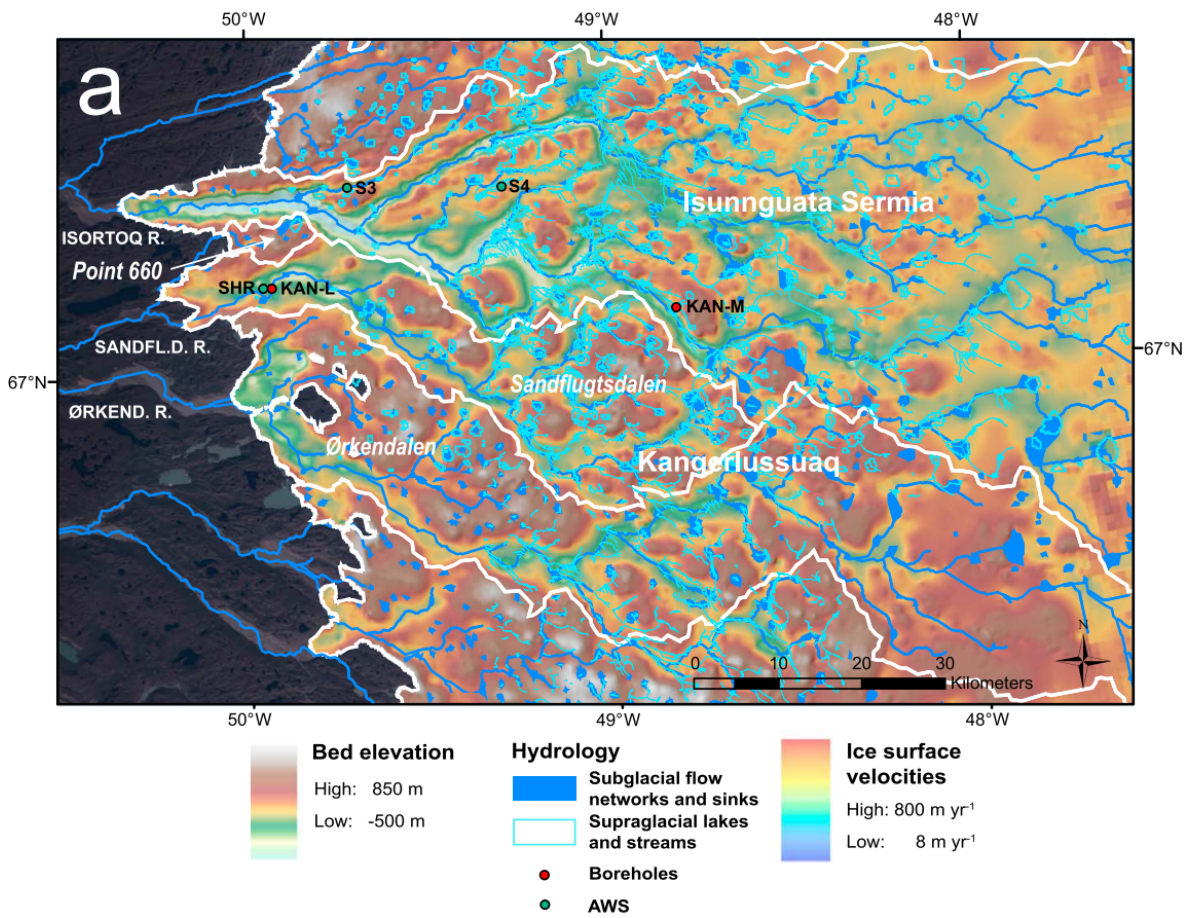 50°W 49°W 48°W
a
S3
S4
Isunnguata Sermia
ISORTOQ R.
Point 660
SHR
KAN-L
KAN-M
SANDFL.D. R.
67°N
67°N
Sandflugtsdalen
ØRKEND. R.
Ørkendalen
Kangerlussuaq
N
0 10 20 30
Kilometers
50°W 49°W 48°W
Bed elevation
High: 850 m
Low: -500 m
Hydrology
Subglacial flow
networks and sinks
Supraglacial lakes
and streams
Boreholes
AWS
Ice surface
velocities
High: 800 m yr⁻¹
Low: 8 m yr⁻¹